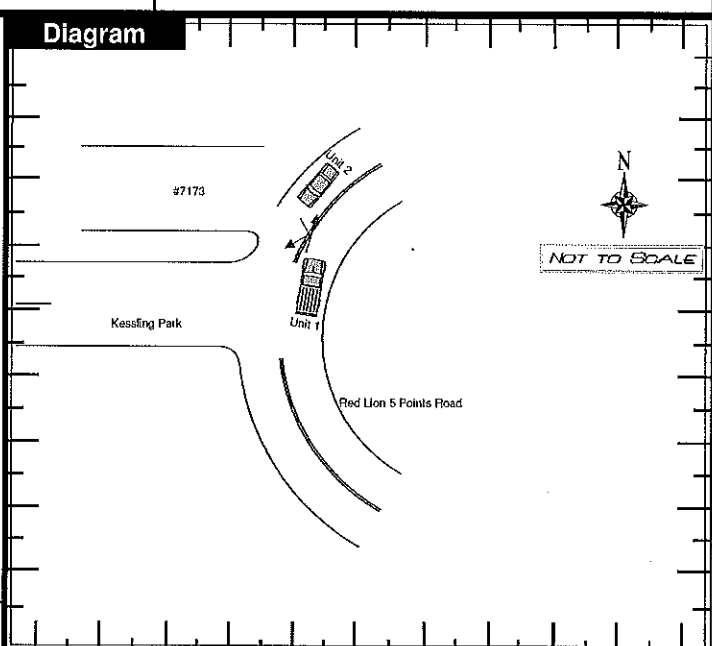 Diagram
Unit 2
N
#7173
NOT TO SCALE
Kessling Park
Unit 1
Red Lion 5 Points Road